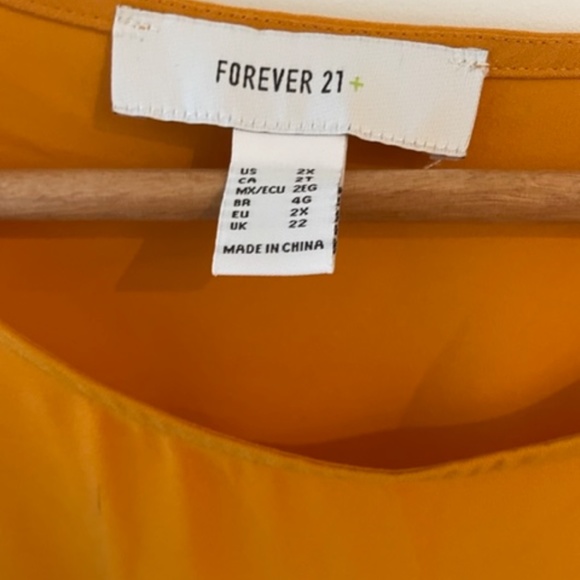 FOREVER 21+
US 2X
CA 2T
MX/ECU 2EG
BR 4G
EU 2X
UK 22
MADE IN CHINA